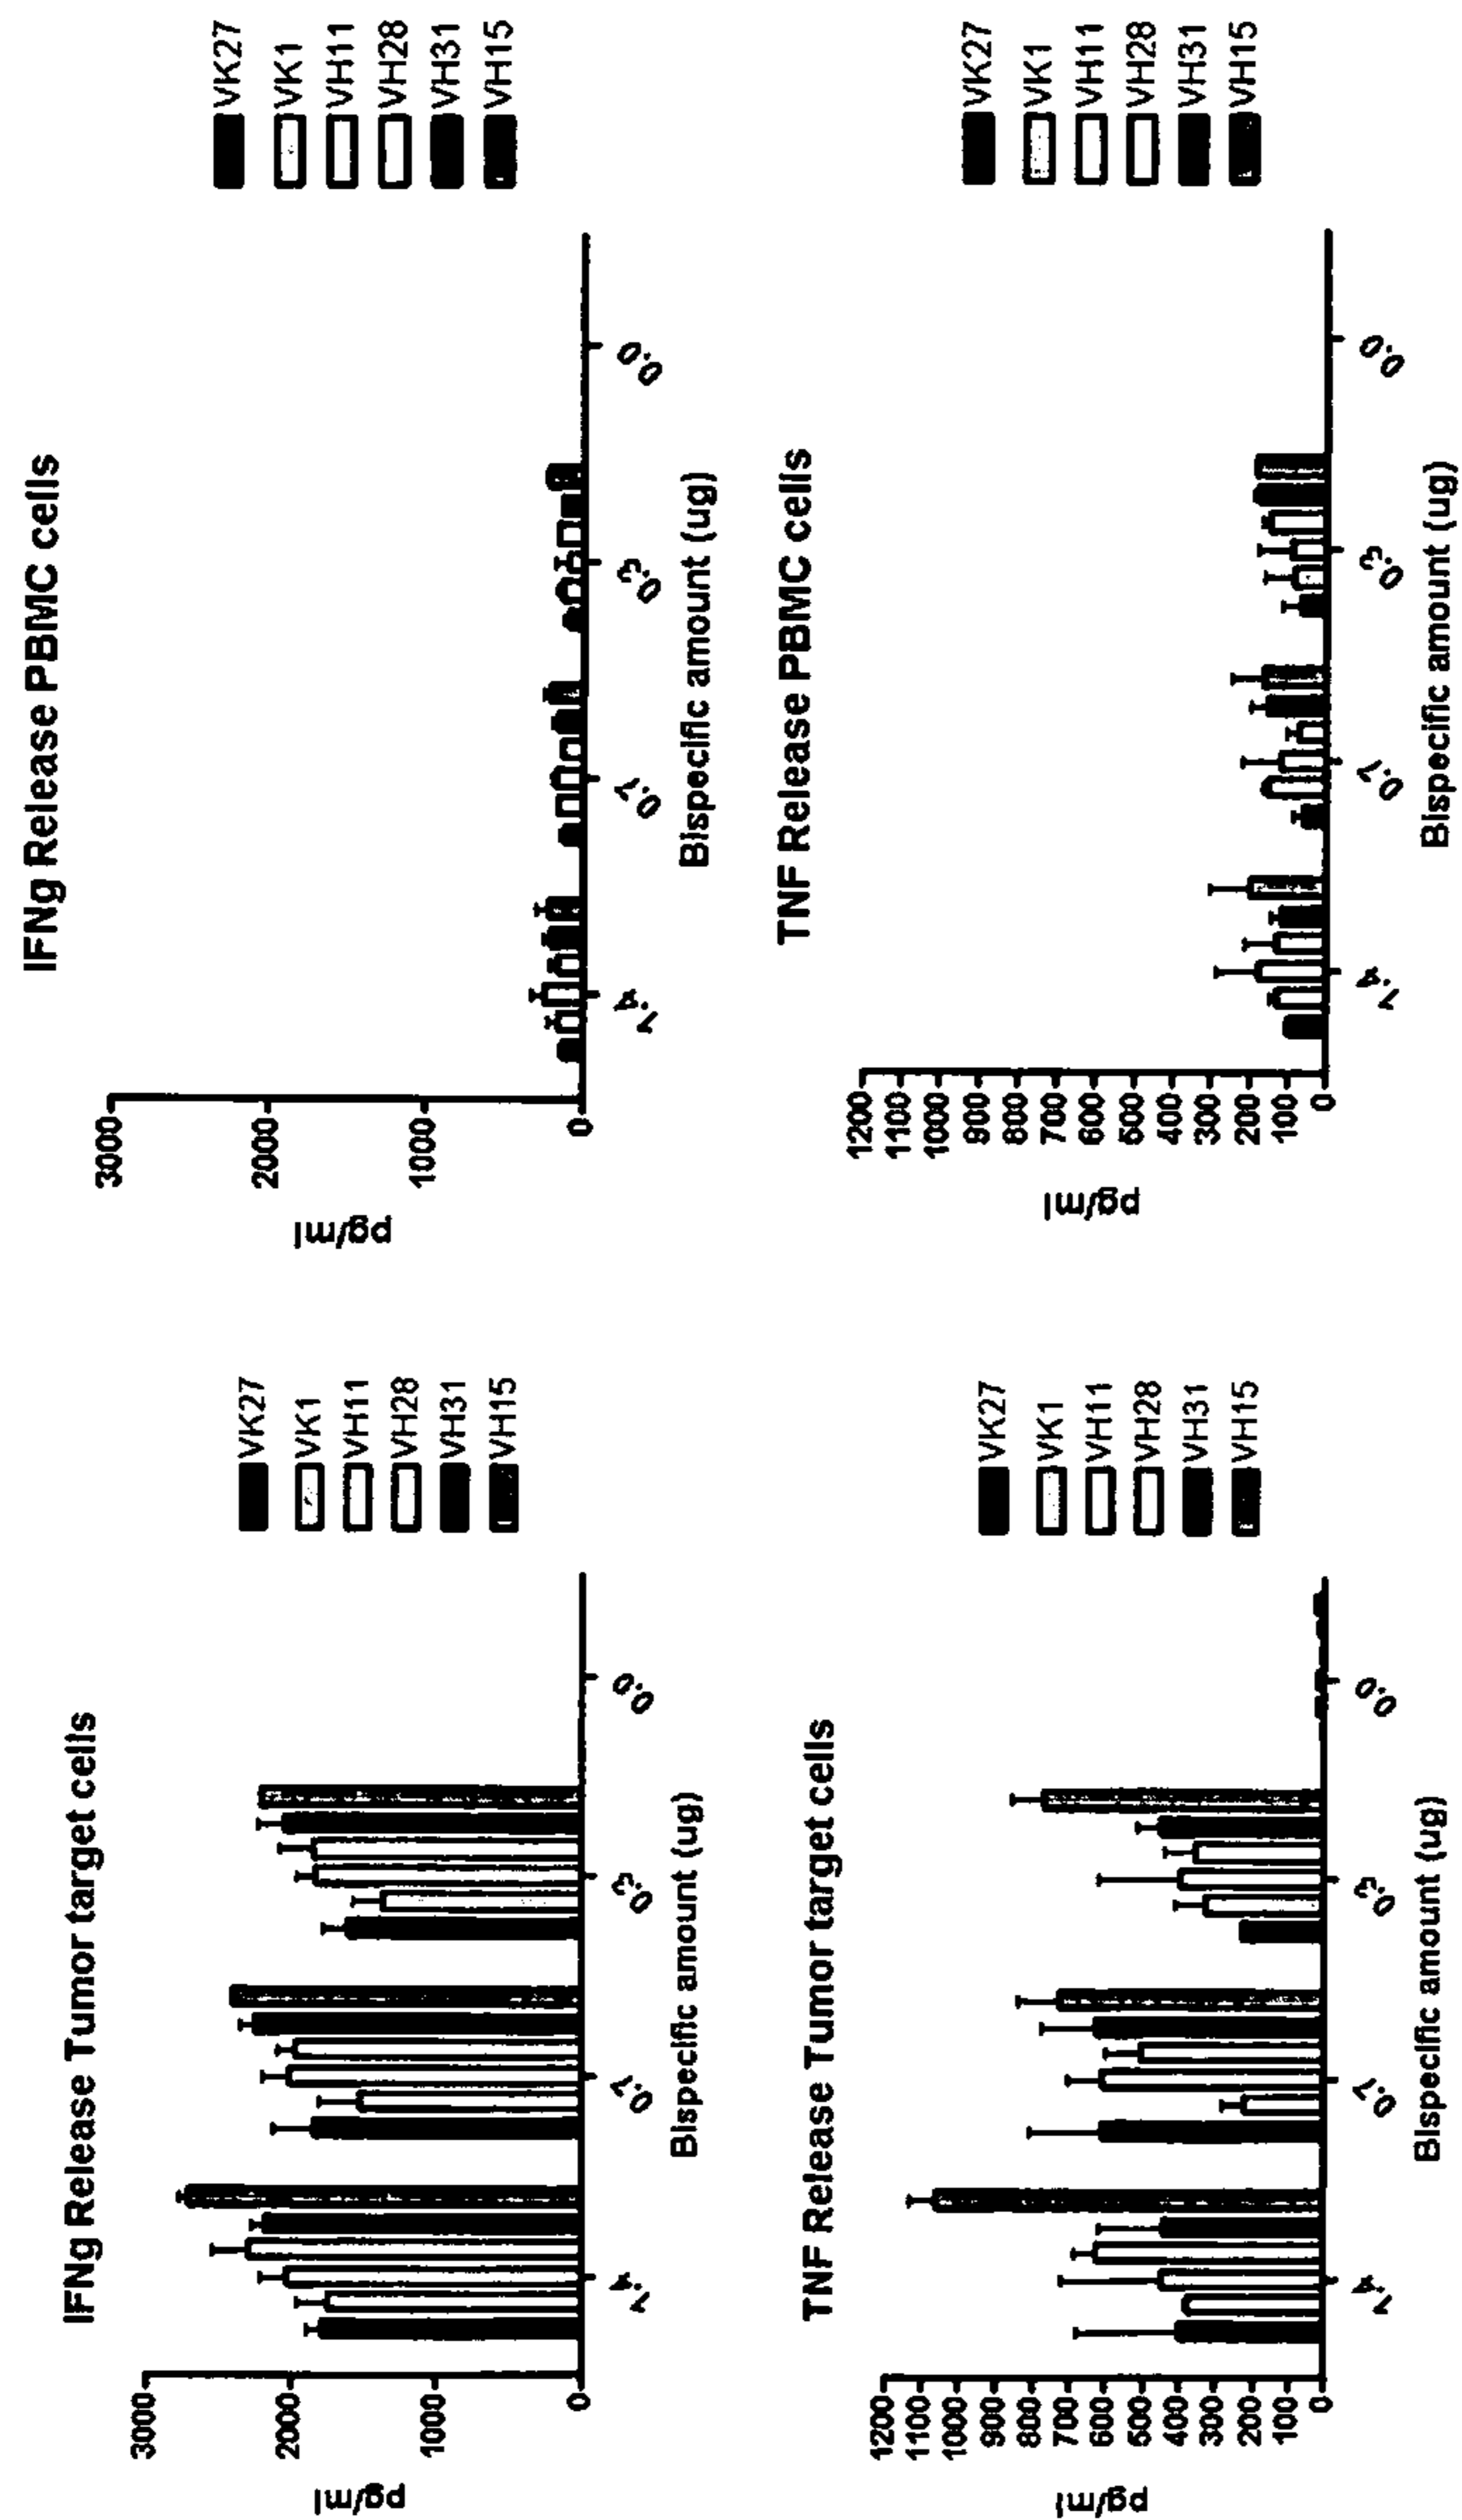 IFNg Release Tumor target cells
pg/ml
3000
2000
1000
0
1.4
0.7
0.3
0.0
Bispecific amount (ug)
VK27
VK1
VH11
VH28
VH31
VH15
IFNg Release PBMC cells
pg/ml
3000
2000
1000
0
1.4
0.7
0.3
0.0
Bispecific amount (ug)
VK27
VK1
VH11
VH28
VH31
VH15
TNF Release Tumor target cells
pg/ml
1200
1100
1000
900
800
700
600
500
400
300
200
100
0
1.4
0.7
0.3
0.0
Bispecific amount (ug)
VK27
VK1
VH11
VH28
VH31
VH15
TNF Release PBMC cells
pg/ml
1200
1100
1000
900
800
700
600
500
400
300
200
100
0
1.4
0.7
0.3
0.0
Bispecific amount (ug)
VK27
VK1
VH11
VH28
VH31
VH15